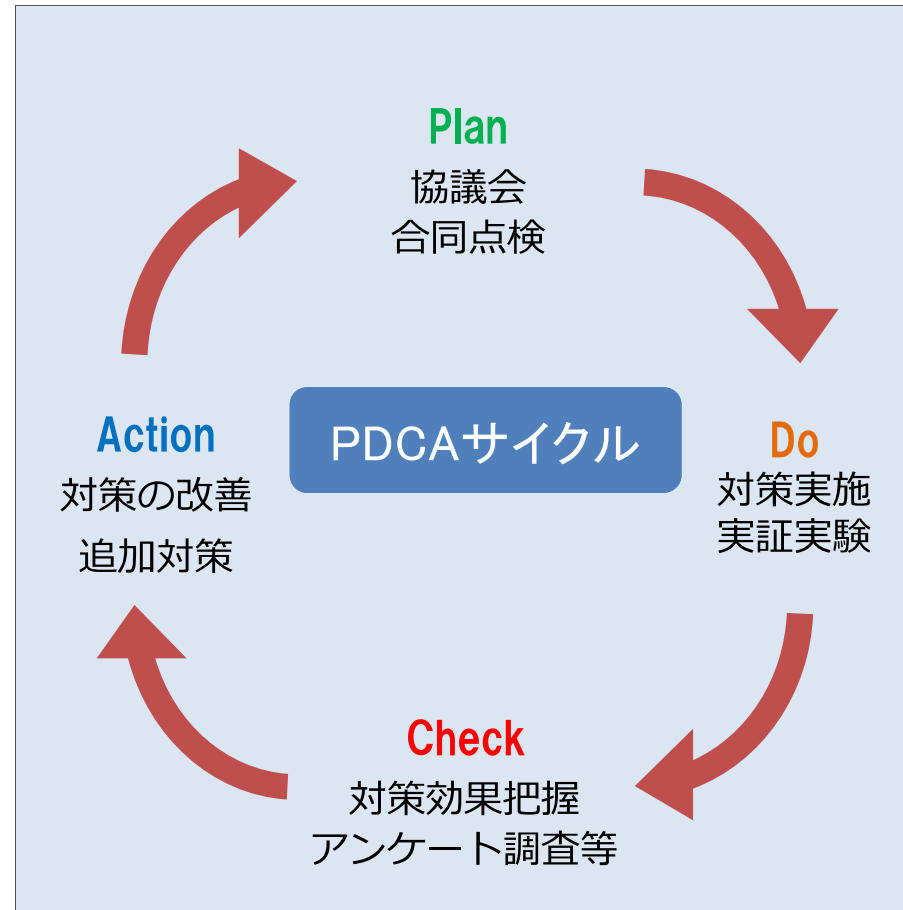 Plan
協議会
合同点検
Action
対策の改善
追加対策
PDCAサイクル
Do
対策実施
実証実験
Check
対策効果把握
アンケート調査等